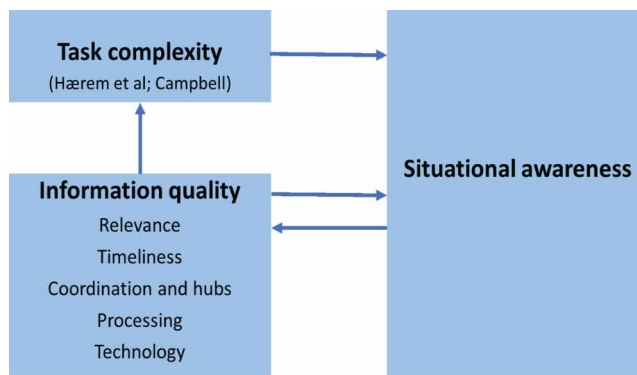 Task complexity
(Hærem et al; Campbell)
Information quality
Relevance
Timeliness
Coordination and hubs
Processing
Technology
Situational awareness